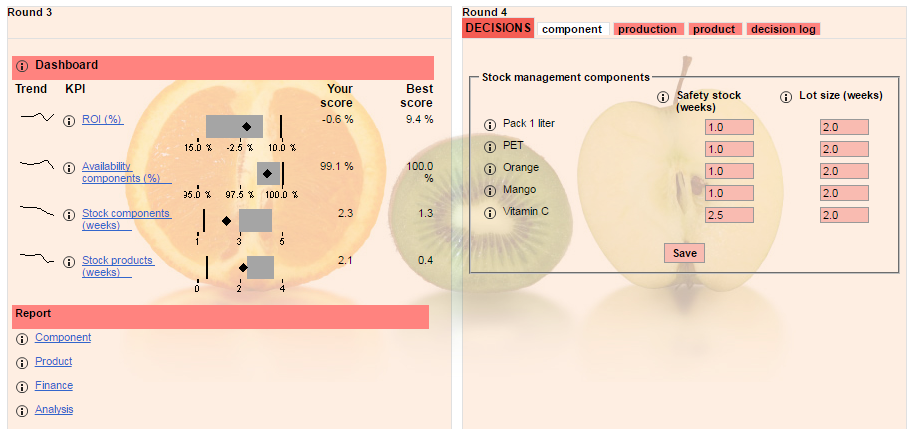 Round 3
Dashboard
Trend KPI Your score Best score
ROI (%) -0.6 % 9.4 %
15.0 % -2.5 % 10.0 %
Availability components (%) 99.1 % 100.0 %
95.0 % 97.5 % 100.0 %
Stock components (weeks) 2.3 1.3
1 3 5
Stock products (weeks) 2.1 0.4
0 2 4
Report
Component
Product
Finance
Analysis
Round 4
DECISIONS component production product decision log
Stock management components
Safety stock (weeks) Lot size (weeks)
Pack 1 liter 1.0 2.0
PET 1.0 2.0
Orange 1.0 2.0
Mango 1.0 2.0
Vitamin C 2.5 2.0
Save